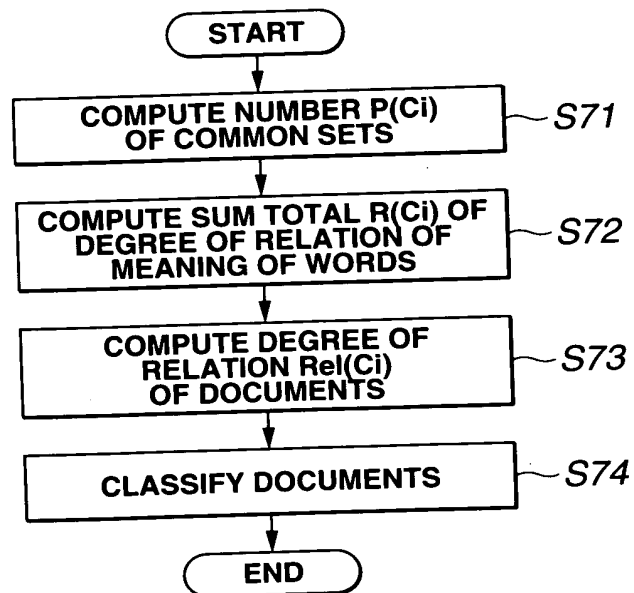 START
COMPUTE NUMBER P(Ci)
OF COMMON SETS
S71
COMPUTE SUM TOTAL R(Ci) OF
DEGREE OF RELATION OF
MEANING OF WORDS
S72
COMPUTE DEGREE OF
RELATION Rel(Ci)
OF DOCUMENTS
S73
CLASSIFY DOCUMENTS
S74
END